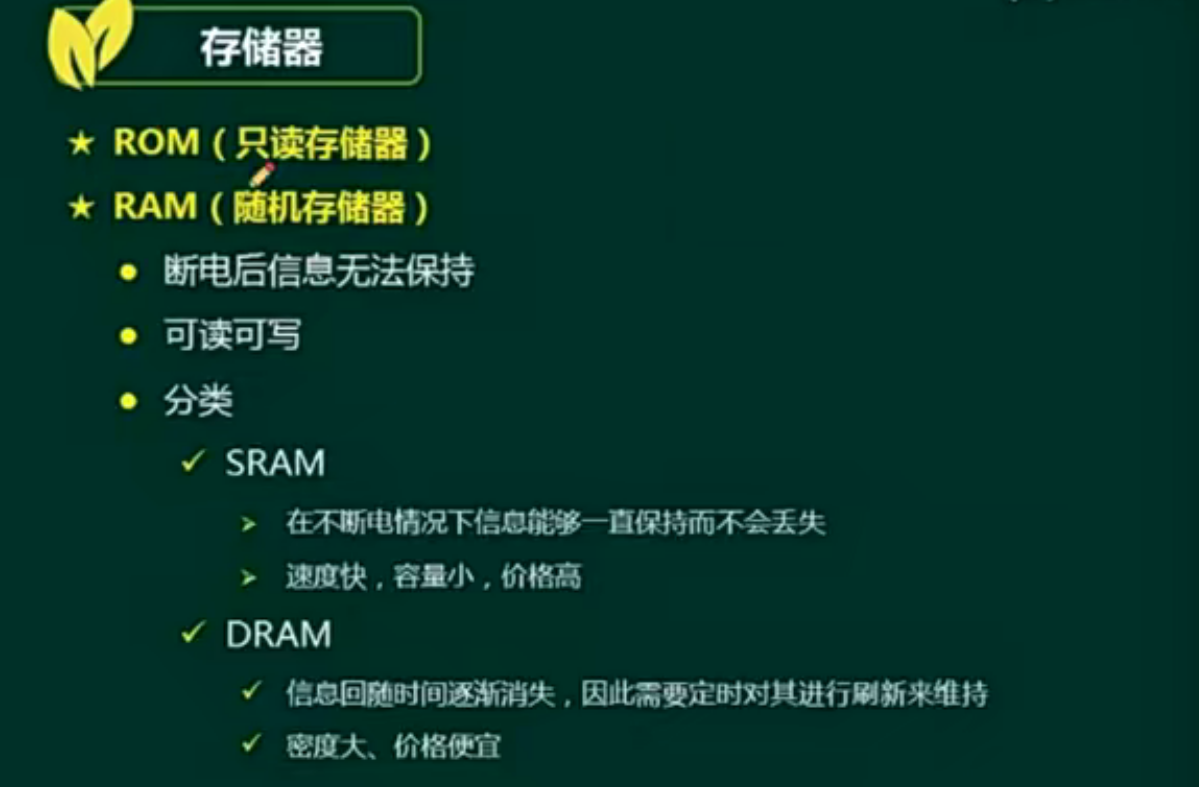 存储器
★ ROM（只读存储器）
★ RAM（随机存储器）
● 断电后信息无法保持
● 可读可写
● 分类
✓ SRAM
➢ 在不断电情况下信息能够一直保持而不会丢失
➢ 速度快，容量小，价格高
✓ DRAM
✓ 信息回随时间逐渐消失，因此需要定时对其进行刷新来维持
✓ 密度大、价格便宜